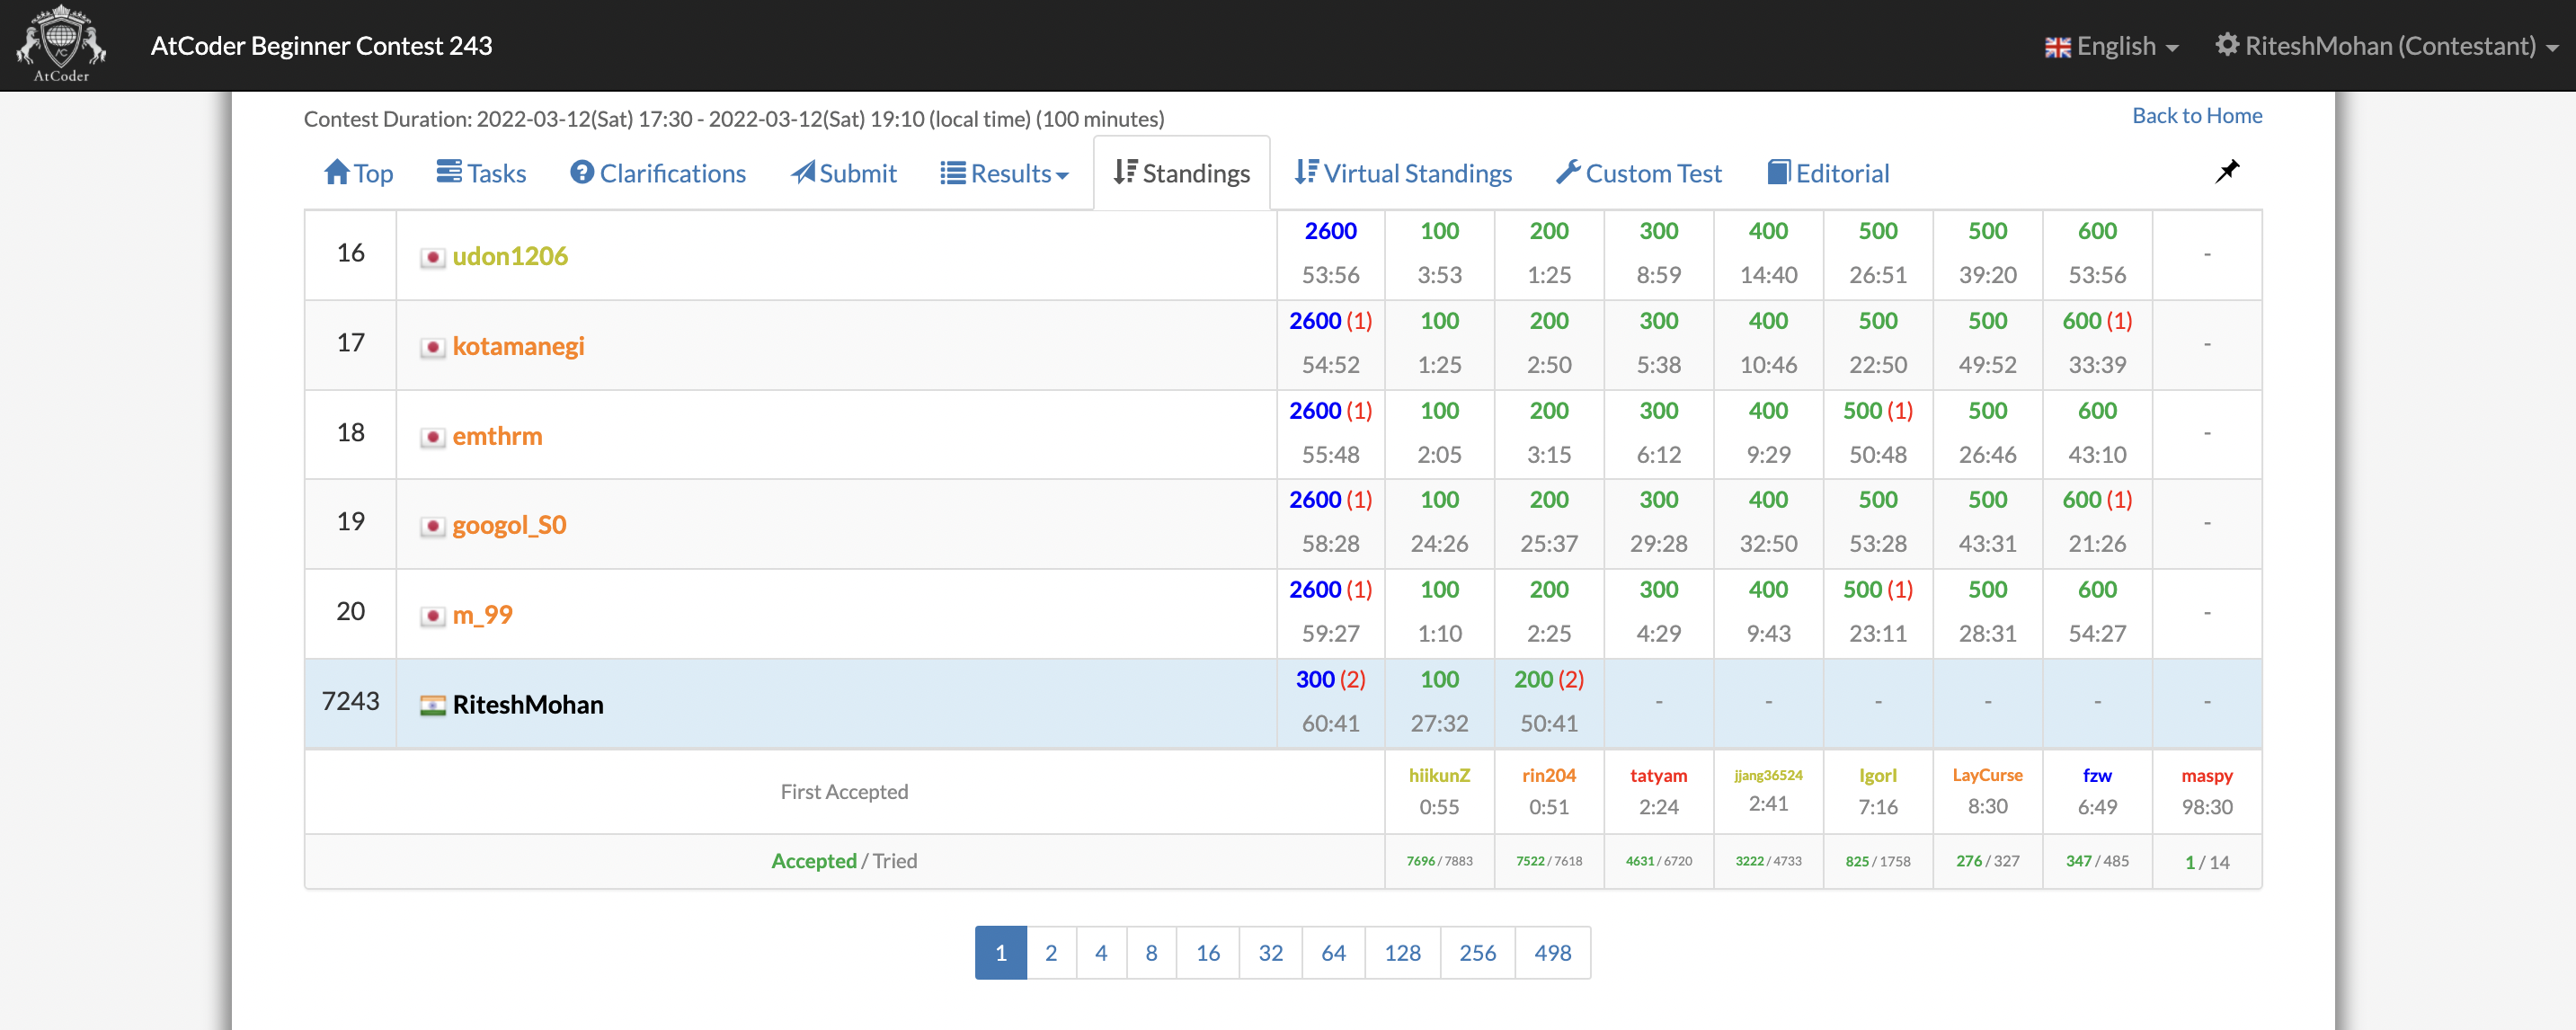 AtCoder Beginner Contest 243
English
RiteshMohan (Contestant)
AC
AtCoder
Contest Duration: 2022-03-12(Sat) 17:30 - 2022-03-12(Sat) 19:10 (local time) (100 minutes)
Back to Home
Top Tasks Clarifications Submit Results Standings Virtual Standings Custom Test Editorial
16 udon1206 2600 100 200 300 400 500 500 600 -
53:56 3:53 1:25 8:59 14:40 26:51 39:20 53:56
17 kotamanegi 2600 (1) 100 200 300 400 500 500 600 (1) -
54:52 1:25 2:50 5:38 10:46 22:50 49:52 33:39
18 emthrm 2600 (1) 100 200 300 400 500 (1) 500 600 -
55:48 2:05 3:15 6:12 9:29 50:48 26:46 43:10
19 googol_S0 2600 (1) 100 200 300 400 500 500 600 (1) -
58:28 24:26 25:37 29:28 32:50 53:28 43:31 21:26
20 m_99 2600 (1) 100 200 300 400 500 (1) 500 600 -
59:27 1:10 2:25 4:29 9:43 23:11 28:31 54:27
7243 RiteshMohan 300 (2) 100 200 (2) - - - - - -
60:41 27:32 50:41
First Accepted hiikunZ rin204 tatyam jjang36524 IgorI LayCurse fzw maspy
0:55 0:51 2:24 2:41 7:16 8:30 6:49 98:30
Accepted / Tried 7696 / 7883 7522 / 7618 4631 / 6720 3222 / 4733 825 / 1758 276 / 327 347 / 485 1 / 14
1 2 4 8 16 32 64 128 256 498